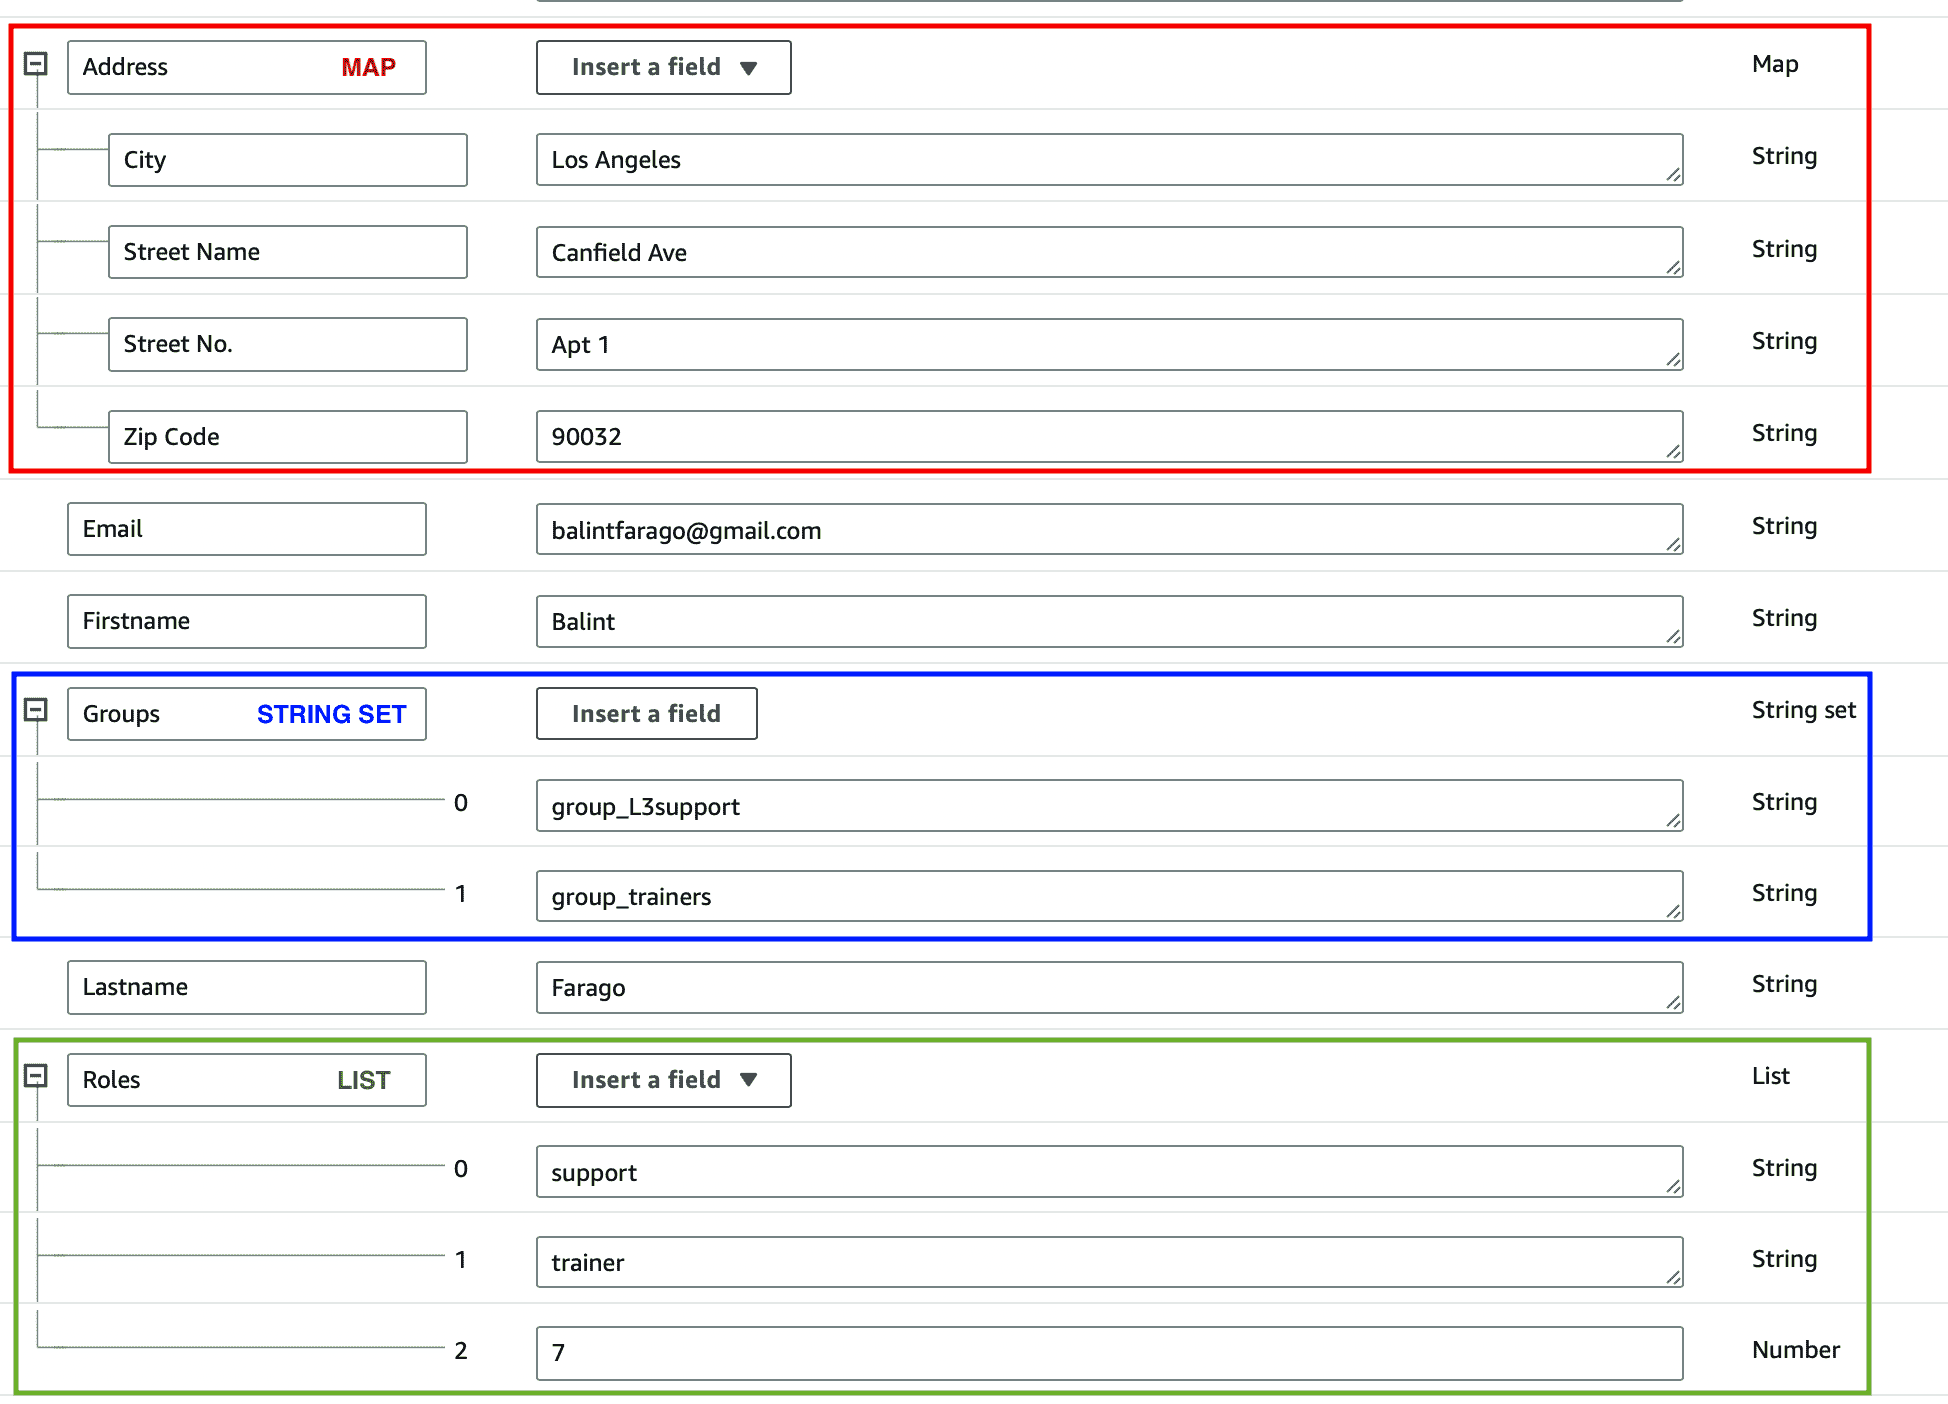 Address MAP Insert a field Map
City Los Angeles String
Street Name Canfield Ave String
Street No. Apt 1 String
Zip Code 90032 String
Email balintfarago@gmail.com String
Firstname Balint String
Groups STRING SET Insert a field String set
0 group_L3support String
1 group_trainers String
Lastname Farago String
Roles LIST Insert a field List
0 support String
1 trainer String
2 7 Number